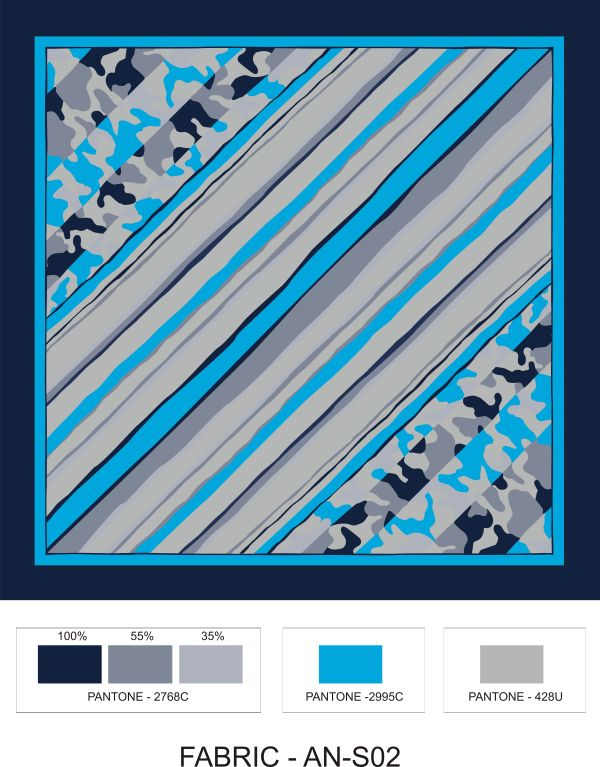 100% 55% 35%
PANTONE - 2768C PANTONE -2995C PANTONE - 428U
FABRIC - AN-S02